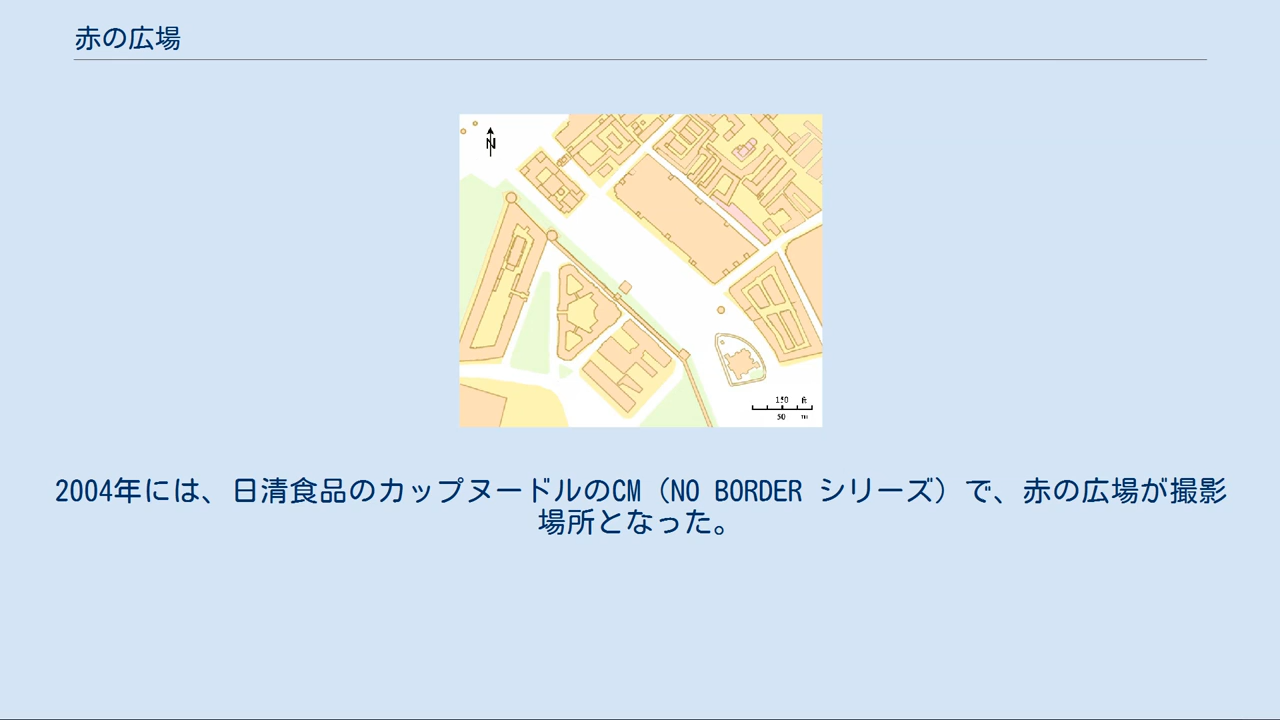 赤の広場
N
150 ft
50 m
2004年には、日清食品のカップヌードルのCM（NO BORDER シリーズ）で、赤の広場が撮影
場所となった。